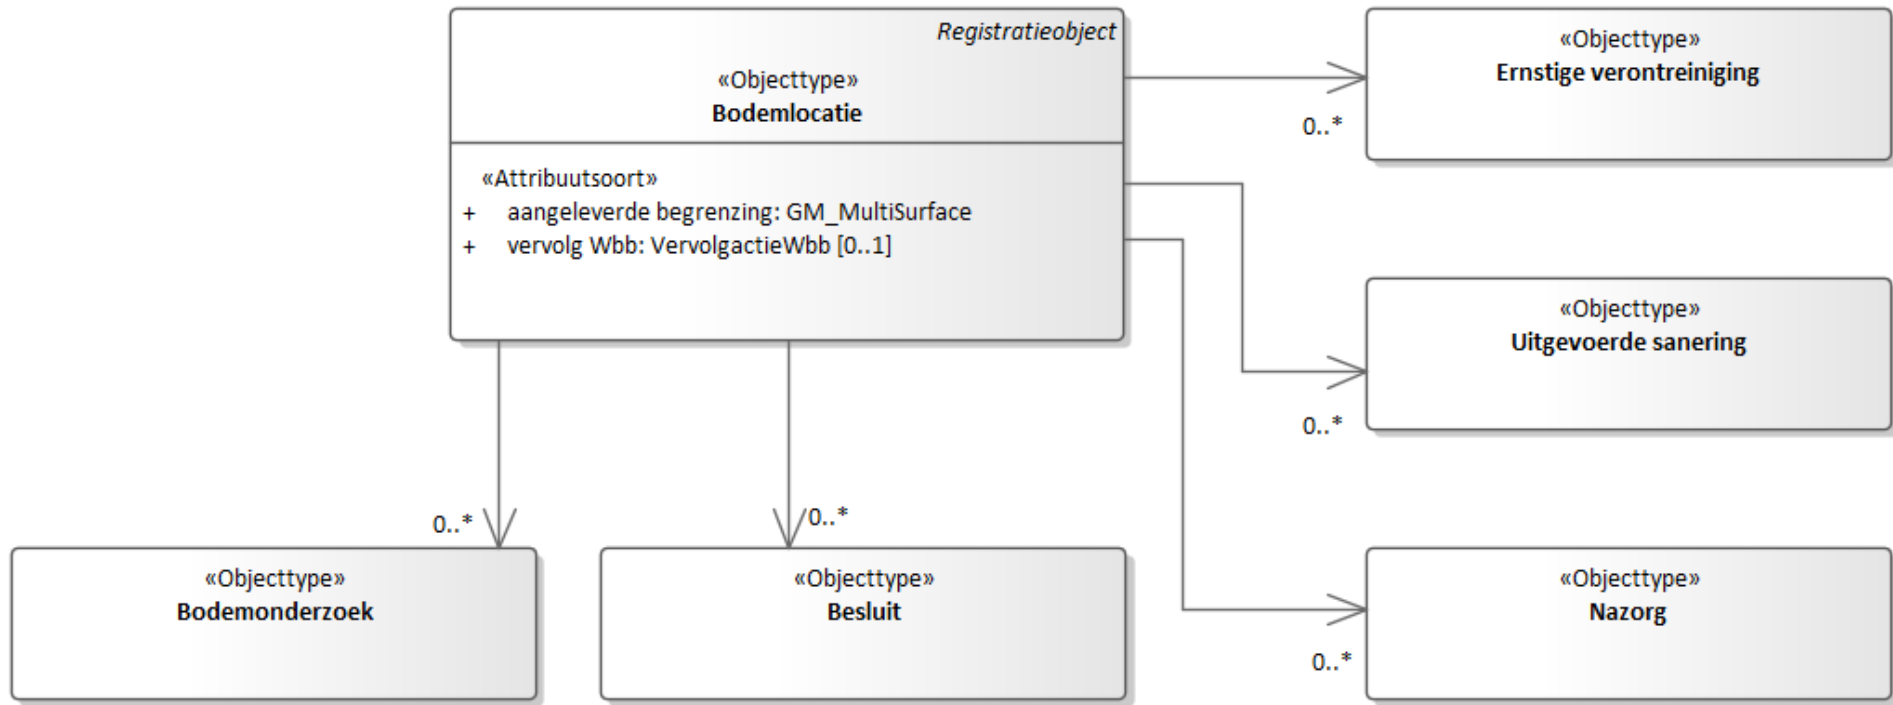 Registratieobject
«Objecttype»
Bodemlocatie
«Attribuutsoort»
+ aangeleverde begrenzing: GM_MultiSurface
+ vervolg Wbb: VervolgactieWbb [0..1]
«Objecttype»
Ernstige verontreiniging
0..*
«Objecttype»
Uitgevoerde sanering
0..*
«Objecttype»
Nazorg
0..*
0..*
«Objecttype»
Bodemonderzoek
0..*
«Objecttype»
Besluit